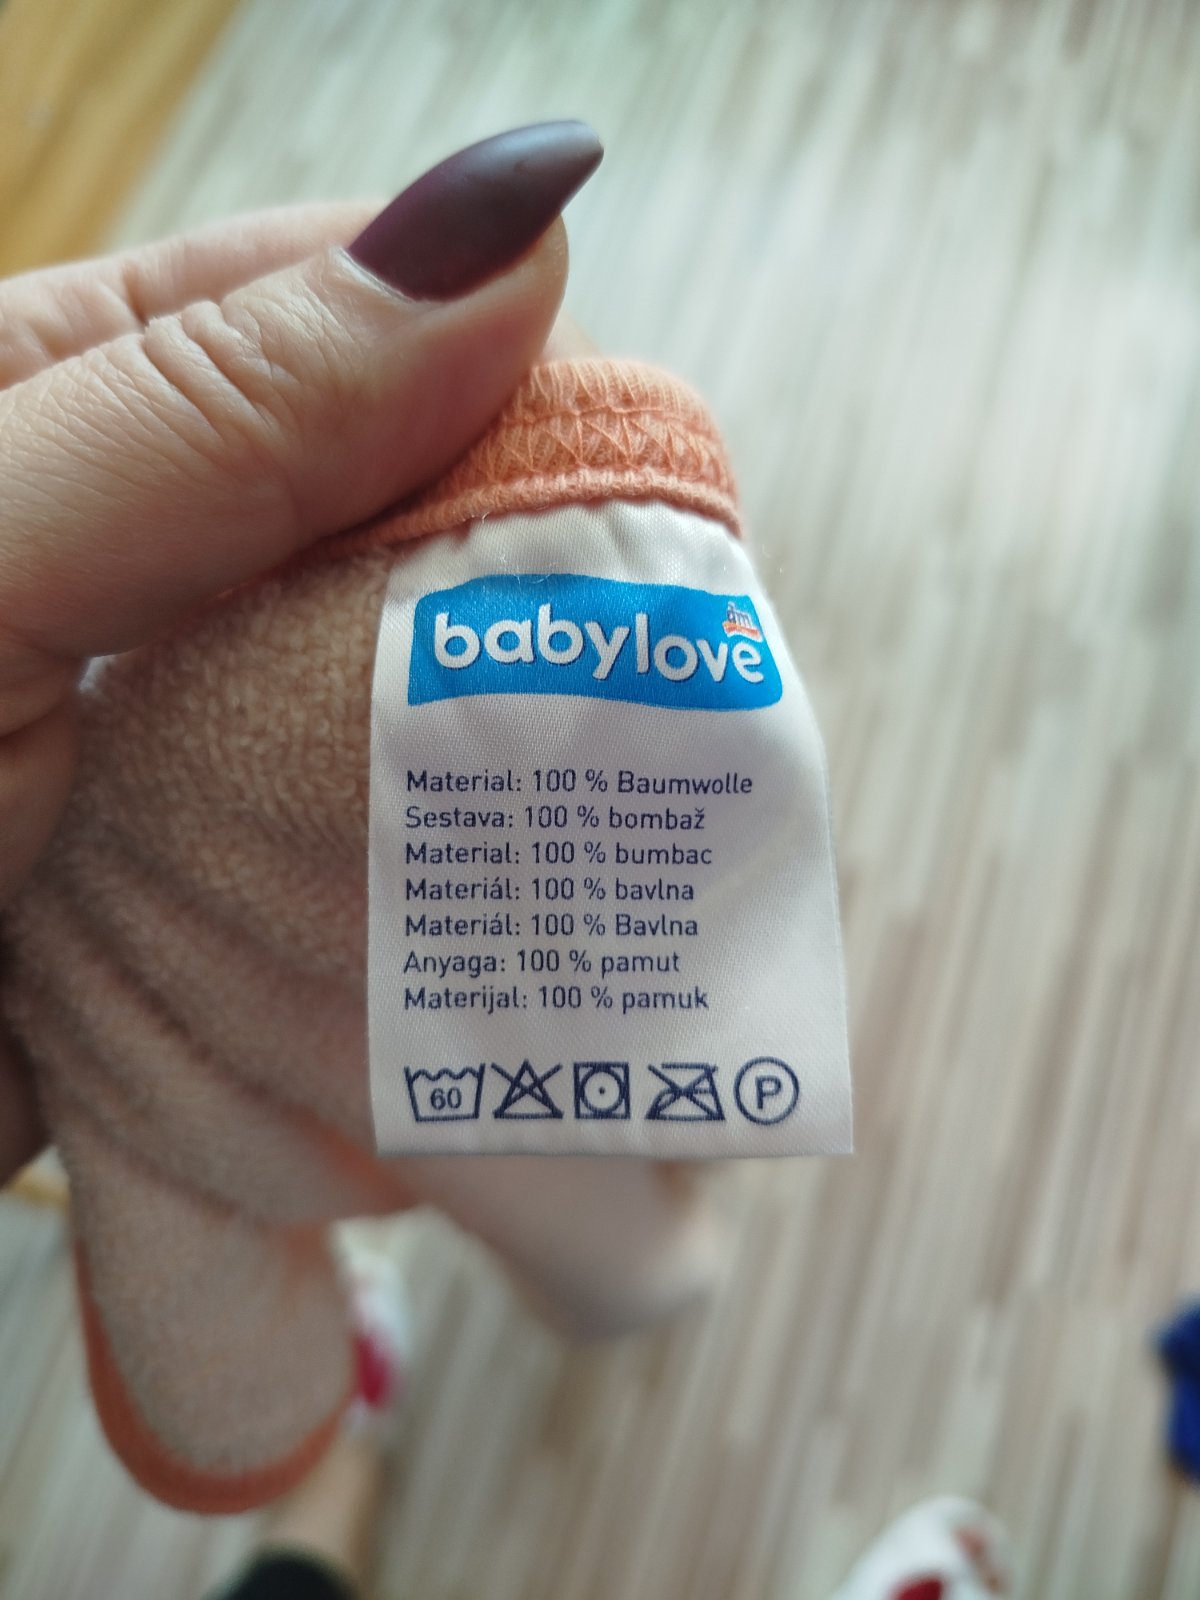 babylove
dm
Material: 100 % Baumwolle
Sestava: 100 % bombaž
Material: 100 % bumbac
Materiál: 100 % bavlna
Materiál: 100 % Bavlna
Anyaga: 100 % pamut
Materijal: 100 % pamuk
60
P